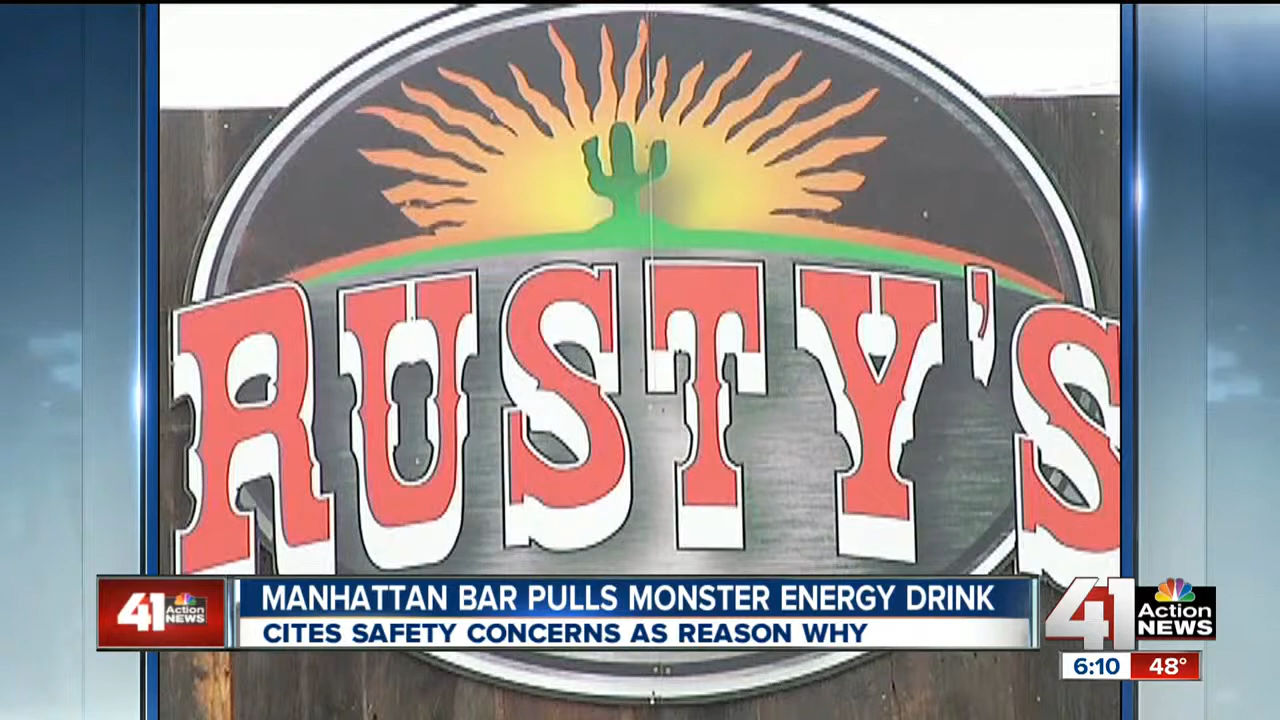 RUSTY'S
41 Action NEWS
MANHATTAN BAR PULLS MONSTER ENERGY DRINK
CITES SAFETY CONCERNS AS REASON WHY
41 Action NEWS
6:10 48°